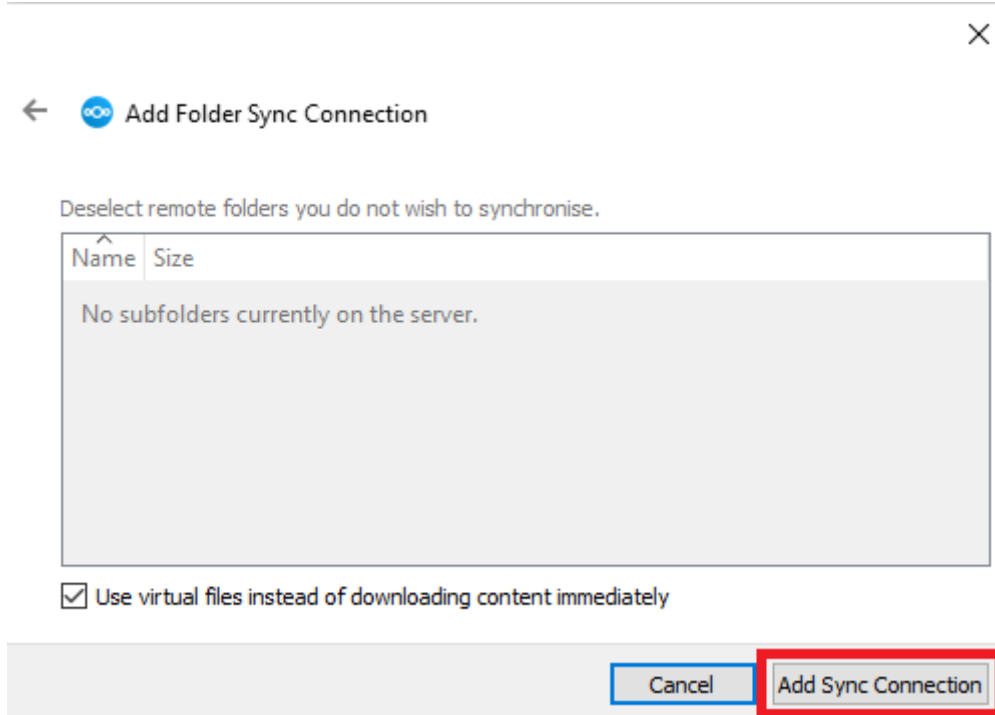 Add Folder Sync Connection
Deselect remote folders you do not wish to synchronise.
Name Size
No subfolders currently on the server.
Use virtual files instead of downloading content immediately
Cancel Add Sync Connection